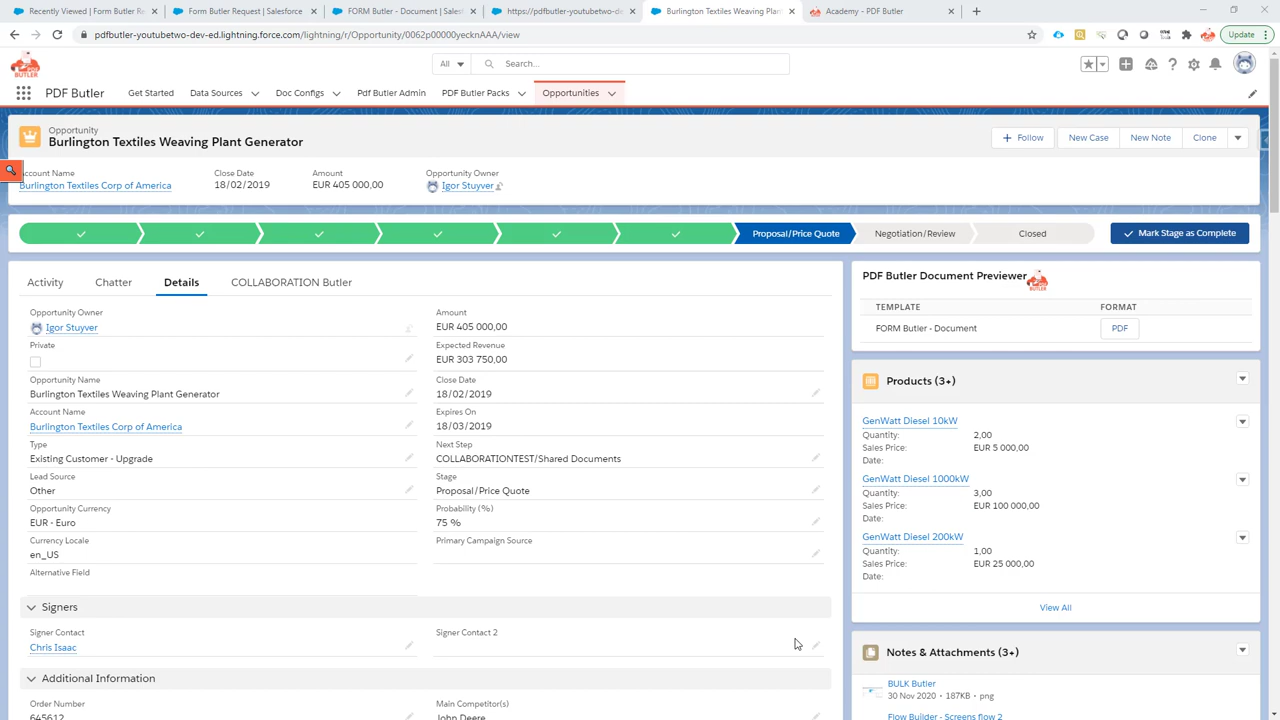 Recently Viewed | Form Butler R
Form Butler Request | Salesforce
FORM Butler - Document | Salesf
https://pdfbutler-youtubetwo-de
Burlington Textiles Weaving Plan
Academy - PDF Butler
pdfbutler-youtubetwo-dev-ed.lightning.force.com/lightning/r/Opportunity/0062p00000yecknAAA/view
Update
BUTLER
All
Search...
PDF Butler
Get Started
Data Sources
Doc Configs
Pdf Butler Admin
PDF Butler Packs
Opportunities
Opportunity
Burlington Textiles Weaving Plant Generator
Follow
New Case
New Note
Clone
Account Name
Close Date
Amount
Opportunity Owner
Burlington Textiles Corp of America
18/02/2019
EUR 405 000,00
Igor Stuyver
Proposal/Price Quote
Negotiation/Review
Closed
Mark Stage as Complete
Activity
Chatter
Details
COLLABORATION Butler
Opportunity Owner
Igor Stuyver
Amount
EUR 405 000,00
Private
Expected Revenue
EUR 303 750,00
Opportunity Name
Burlington Textiles Weaving Plant Generator
Close Date
18/02/2019
Account Name
Burlington Textiles Corp of America
Expires On
18/03/2019
Type
Existing Customer - Upgrade
Next Step
COLLABORATIONTEST/Shared Documents
Lead Source
Other
Stage
Proposal/Price Quote
Opportunity Currency
EUR - Euro
Probability (%)
75 %
Currency Locale
en_US
Primary Campaign Source
Alternative Field
Signers
Signer Contact
Chris Isaac
Signer Contact 2
Additional Information
Order Number
645612
Main Competitor(s)
John Deere
PDF Butler Document Previewer
BUTLER
TEMPLATE
FORMAT
FORM Butler - Document
PDF
Products (3+)
GenWatt Diesel 10kW
Quantity:
2,00
Sales Price:
EUR 5 000,00
Date:
GenWatt Diesel 1000kW
Quantity:
3,00
Sales Price:
EUR 100 000,00
Date:
GenWatt Diesel 200kW
Quantity:
1,00
Sales Price:
EUR 25 000,00
Date:
View All
Notes & Attachments (3+)
BULK Butler
30 Nov 2020 • 187KB • png
Flow Builder - Screens flow 2